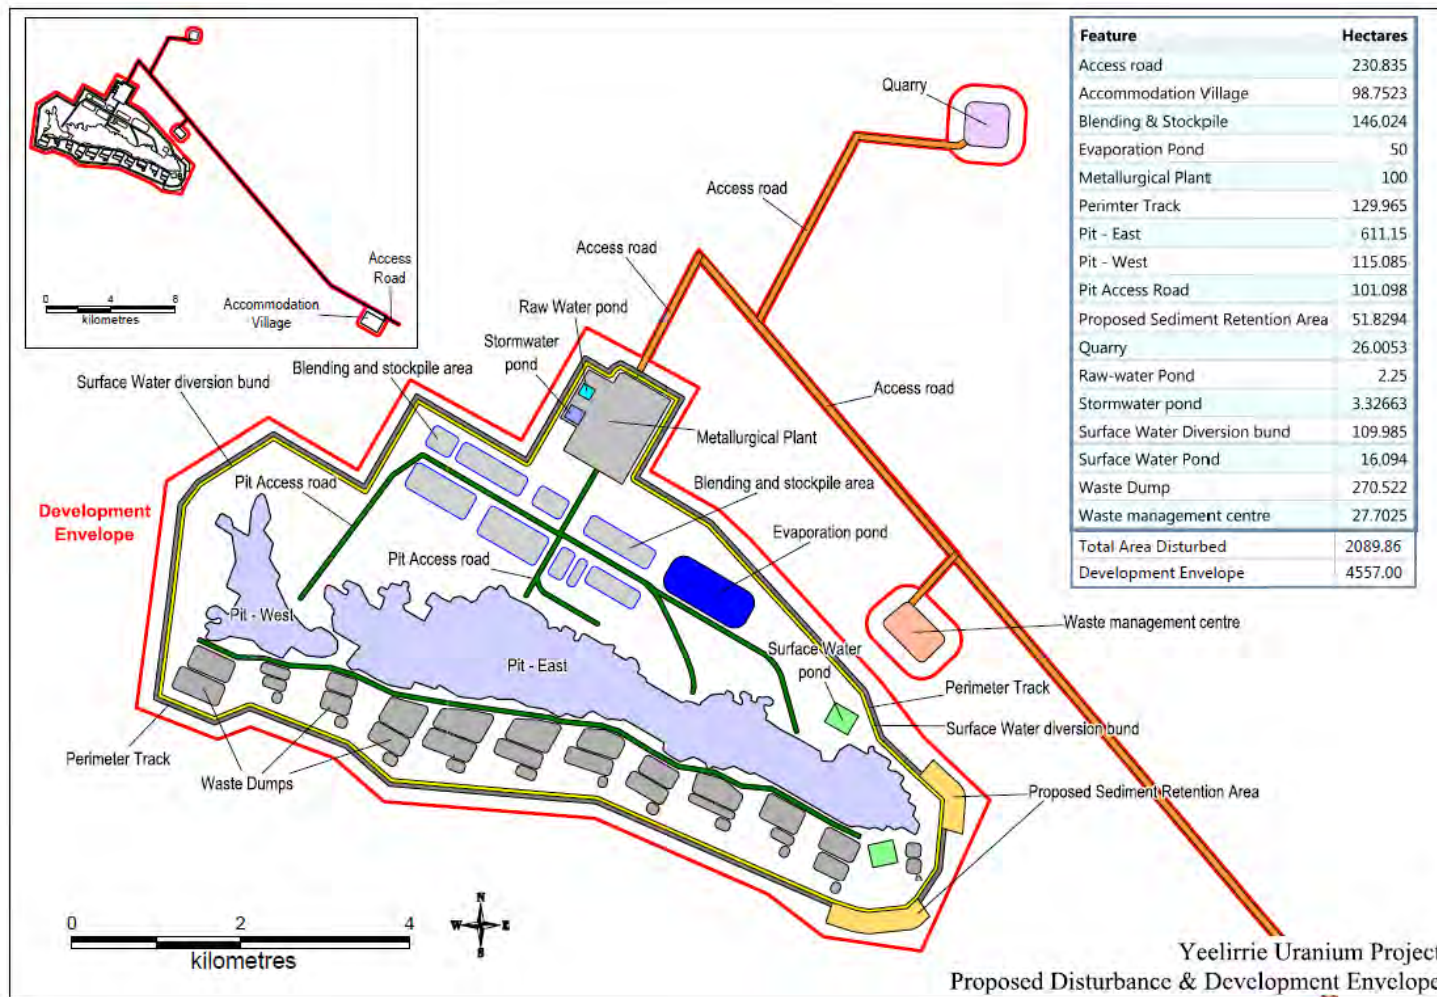 Feature Hectares
Access road 230.835
Accommodation Village 98.7523
Blending & Stockpile 146.024
Evaporation Pond 50
Metallurgical Plant 100
Perimter Track 129.965
Pit - East 611.15
Pit - West 115.085
Pit Access Road 101.098
Proposed Sediment Retention Area 51.8294
Quarry 26.0053
Raw-water Pond 2.25
Stormwater pond 3.32663
Surface Water Diversion bund 109.985
Surface Water Pond 16.094
Waste Dump 270.522
Waste management centre 27.7025
Total Area Disturbed 2089.86
Development Envelope 4557.00
Access
Road
Accommodation
Village
0 4 8
kilometres
Quarry
Access road
Access road
Raw Water pond
Stormwater
pond
Blending and stockpile area
Surface Water diversion bund
Access road
Metallurgical Plant
Pit Access road
Blending and stockpile area
Development
Envelope
Evaporation pond
Pit Access road
Pit - West
Waste management centre
Pit - East
Surface Water
pond
Perimeter Track
Surface Water diversion bund
Perimeter Track
Waste Dumps
Proposed Sediment Retention Area
0 2 4
kilometres
N
W E
S
Yeelirrie Uranium Project
Proposed Disturbance & Development Envelope